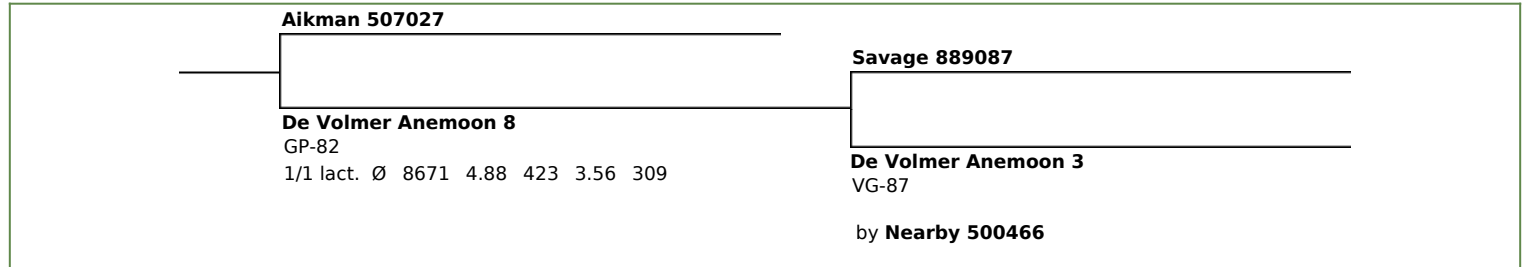 Aikman 507027
Savage 889087
De Volmer Anemoon 8
GP-82
1/1 lact. Ø 8671 4.88 423 3.56 309
De Volmer Anemoon 3
VG-87
by Nearby 500466